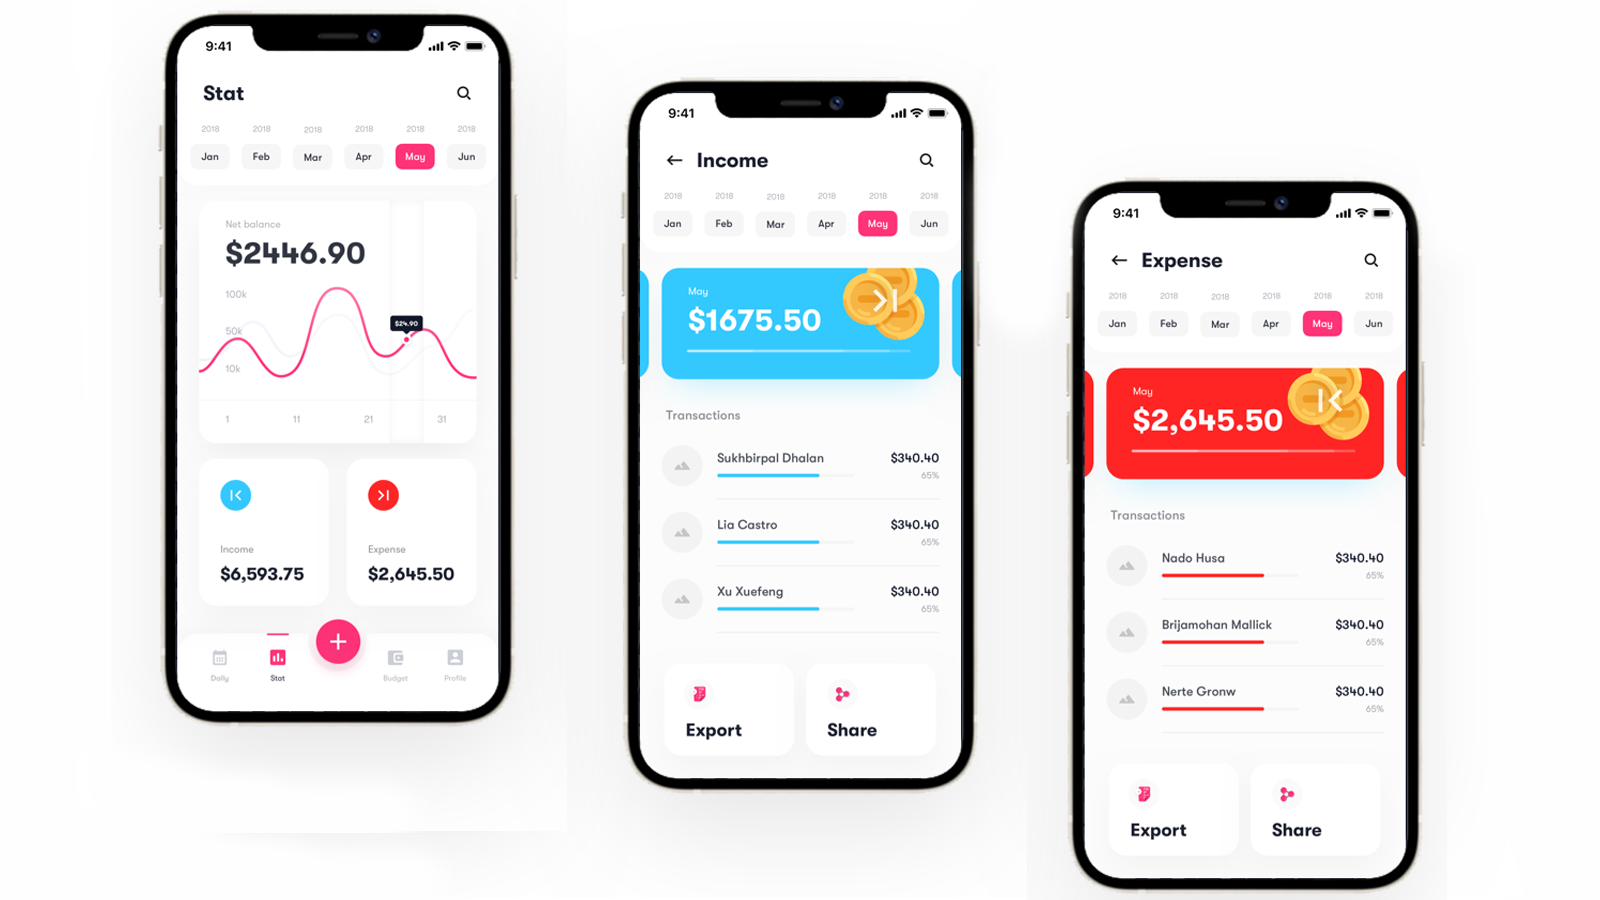 9:41
Stat
2018 2018 2018 2018 2018 2018
Jan Feb Mar Apr May Jun
Net balance
$2446.90
100k
$24.90
50k
10k
1 11 21 31
Income Expense
$6,593.75 $2,645.50
Daily Stat Budget Profile
9:41
Income
2018 2018 2018 2018 2018 2018
Jan Feb Mar Apr May Jun
May
$1675.50
Transactions
Sukhbirpal Dhalan $340.40
65%
Lia Castro $340.40
65%
Xu Xuefeng $340.40
65%
Export Share
9:41
Expense
2018 2018 2018 2018 2018 2018
Jan Feb Mar Apr May Jun
May
$2,645.50
Transactions
Nado Husa $340.40
65%
Brijamohan Mallick $340.40
65%
Nerte Gronw $340.40
65%
Export Share